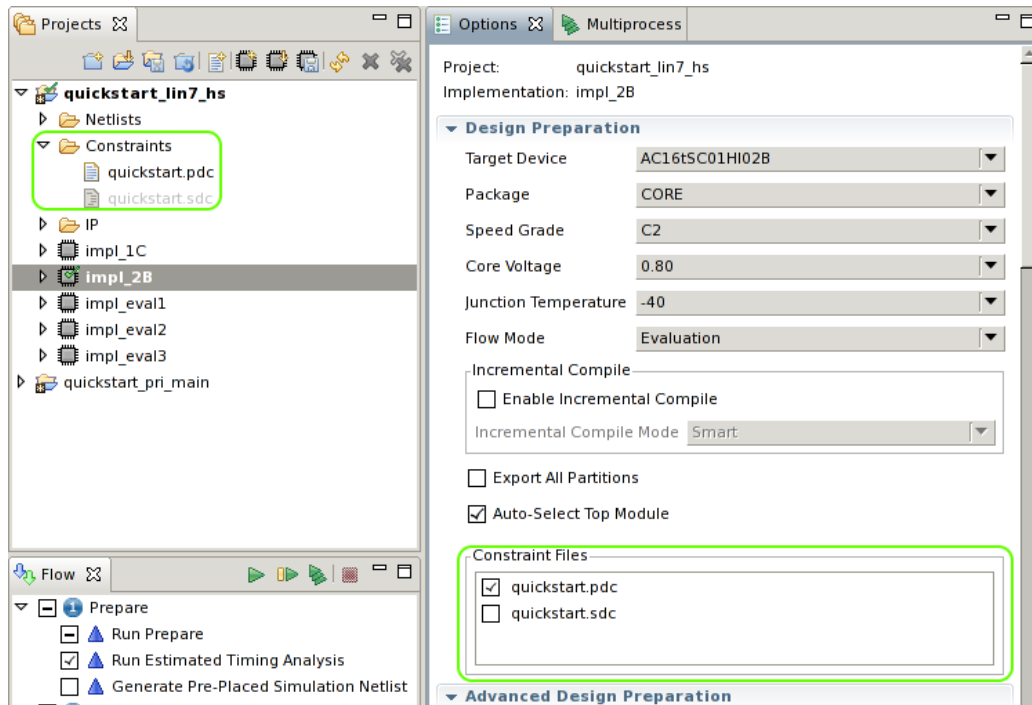 Projects
quickstart_lin7_hs
Netlists
Constraints
quickstart.pdc
quickstart.sdc
IP
impl_1C
impl_2B
impl_eval1
impl_eval2
impl_eval3
quickstart_pri_main
Flow
1 Prepare
Run Prepare
Run Estimated Timing Analysis
Generate Pre-Placed Simulation Netlist
Options Multiprocess
Project: quickstart_lin7_hs
Implementation: impl_2B
Design Preparation
Target Device AC16tSC01HI02B
Package CORE
Speed Grade C2
Core Voltage 0.80
Junction Temperature -40
Flow Mode Evaluation
Incremental Compile
Enable Incremental Compile
Incremental Compile Mode Smart
Export All Partitions
Auto-Select Top Module
Constraint Files
quickstart.pdc
quickstart.sdc
Advanced Design Preparation